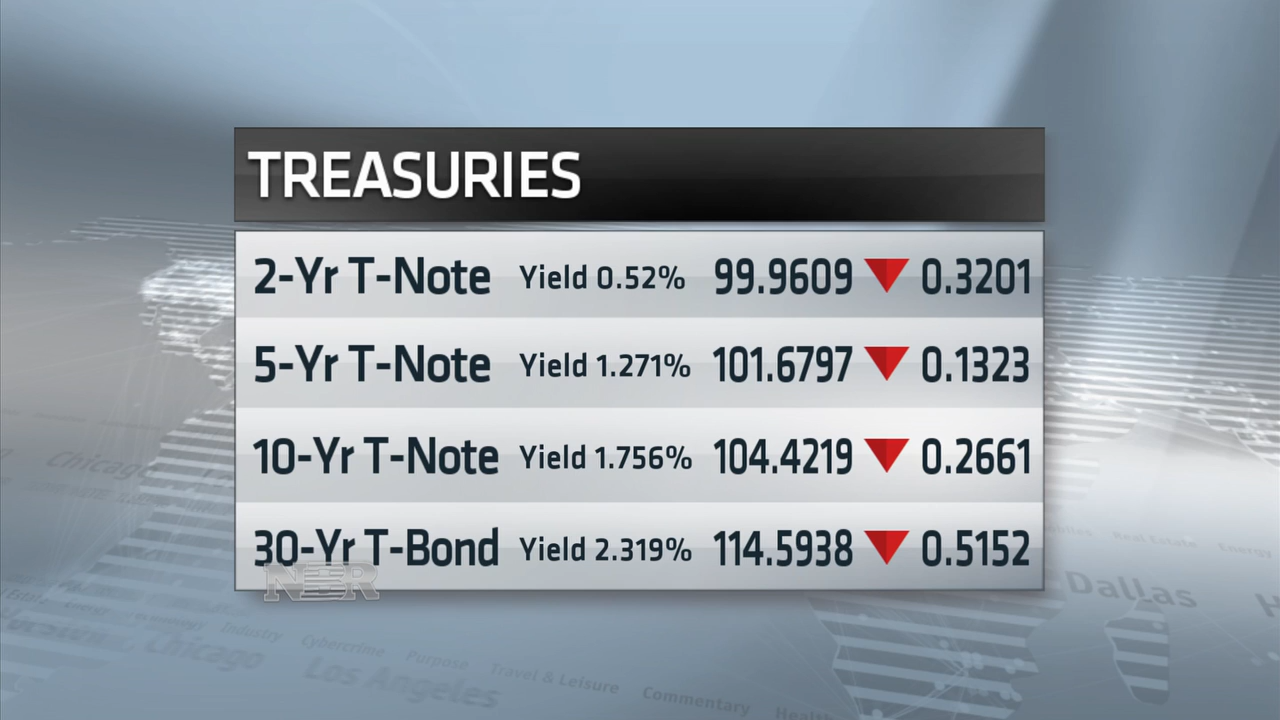 TREASURIES
2-Yr T-Note Yield 0.52% 99.9609 ▼ 0.3201
5-Yr T-Note Yield 1.271% 101.6797 ▼ 0.1323
10-Yr T-Note Yield 1.756% 104.4219 ▼ 0.2661
30-Yr T-Bond Yield 2.319% 114.5938 ▼ 0.5152
NBR
Chicago
Real Estate Energy
Dallas
Industry Cybercrime Purpose Travel & Leisure Commentary
Chicago Los Angeles